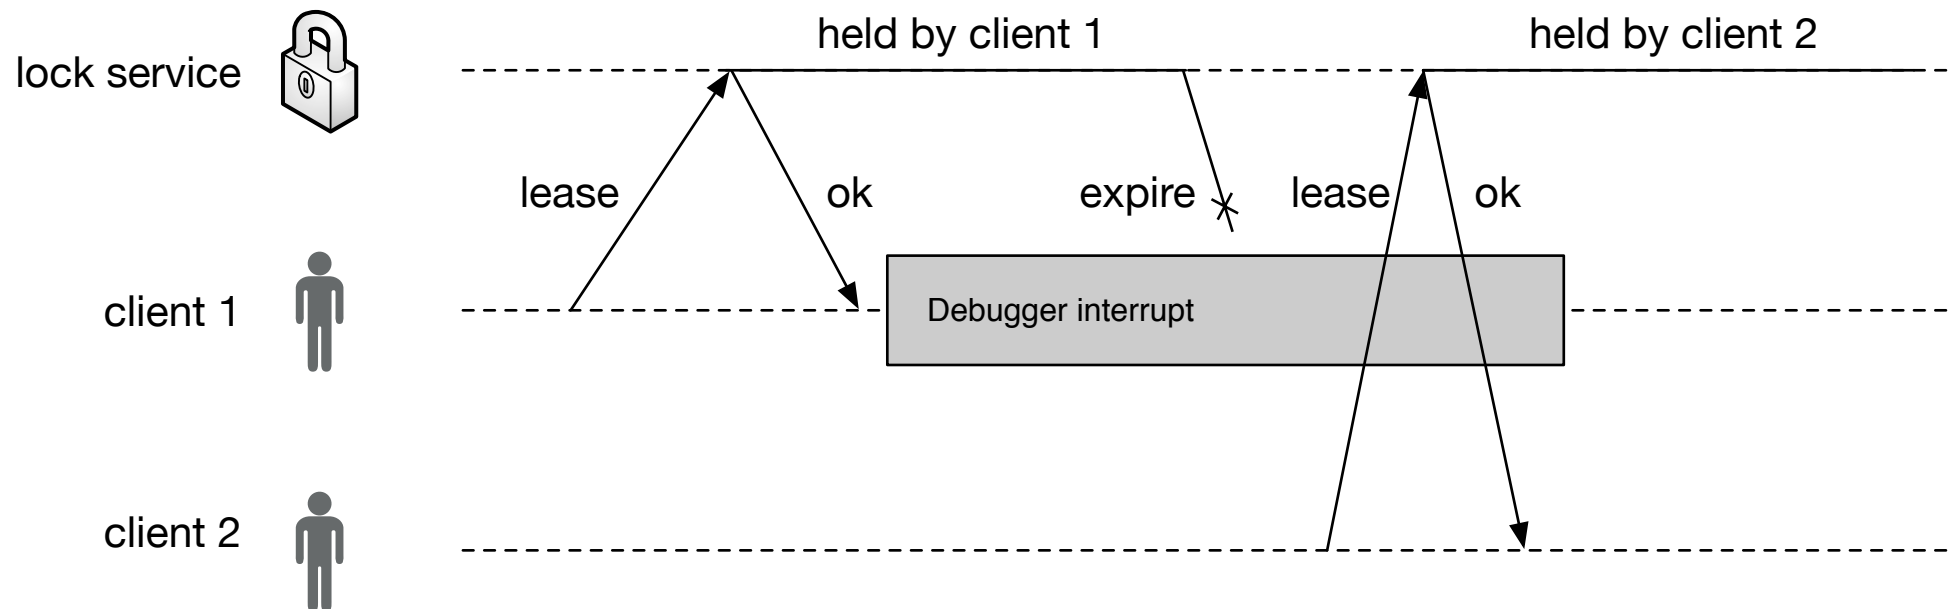 held by client 1
held by client 2
lock service
lease
ok
expire
lease
ok
client 1
Debugger interrupt
client 2